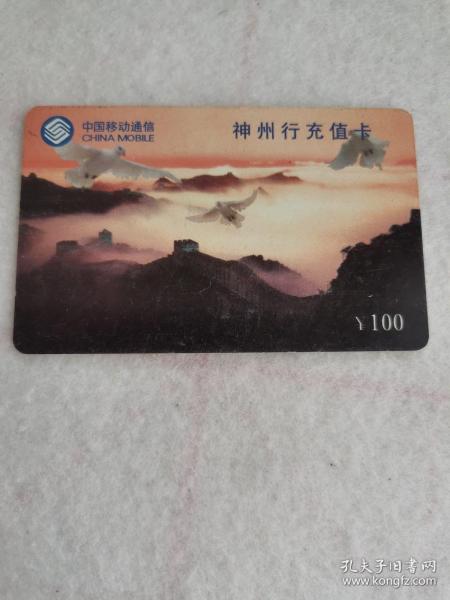 中国移动通信
CHINA MOBILE
神州行充值卡
¥100
孔夫子旧书网
www.kongfz.com